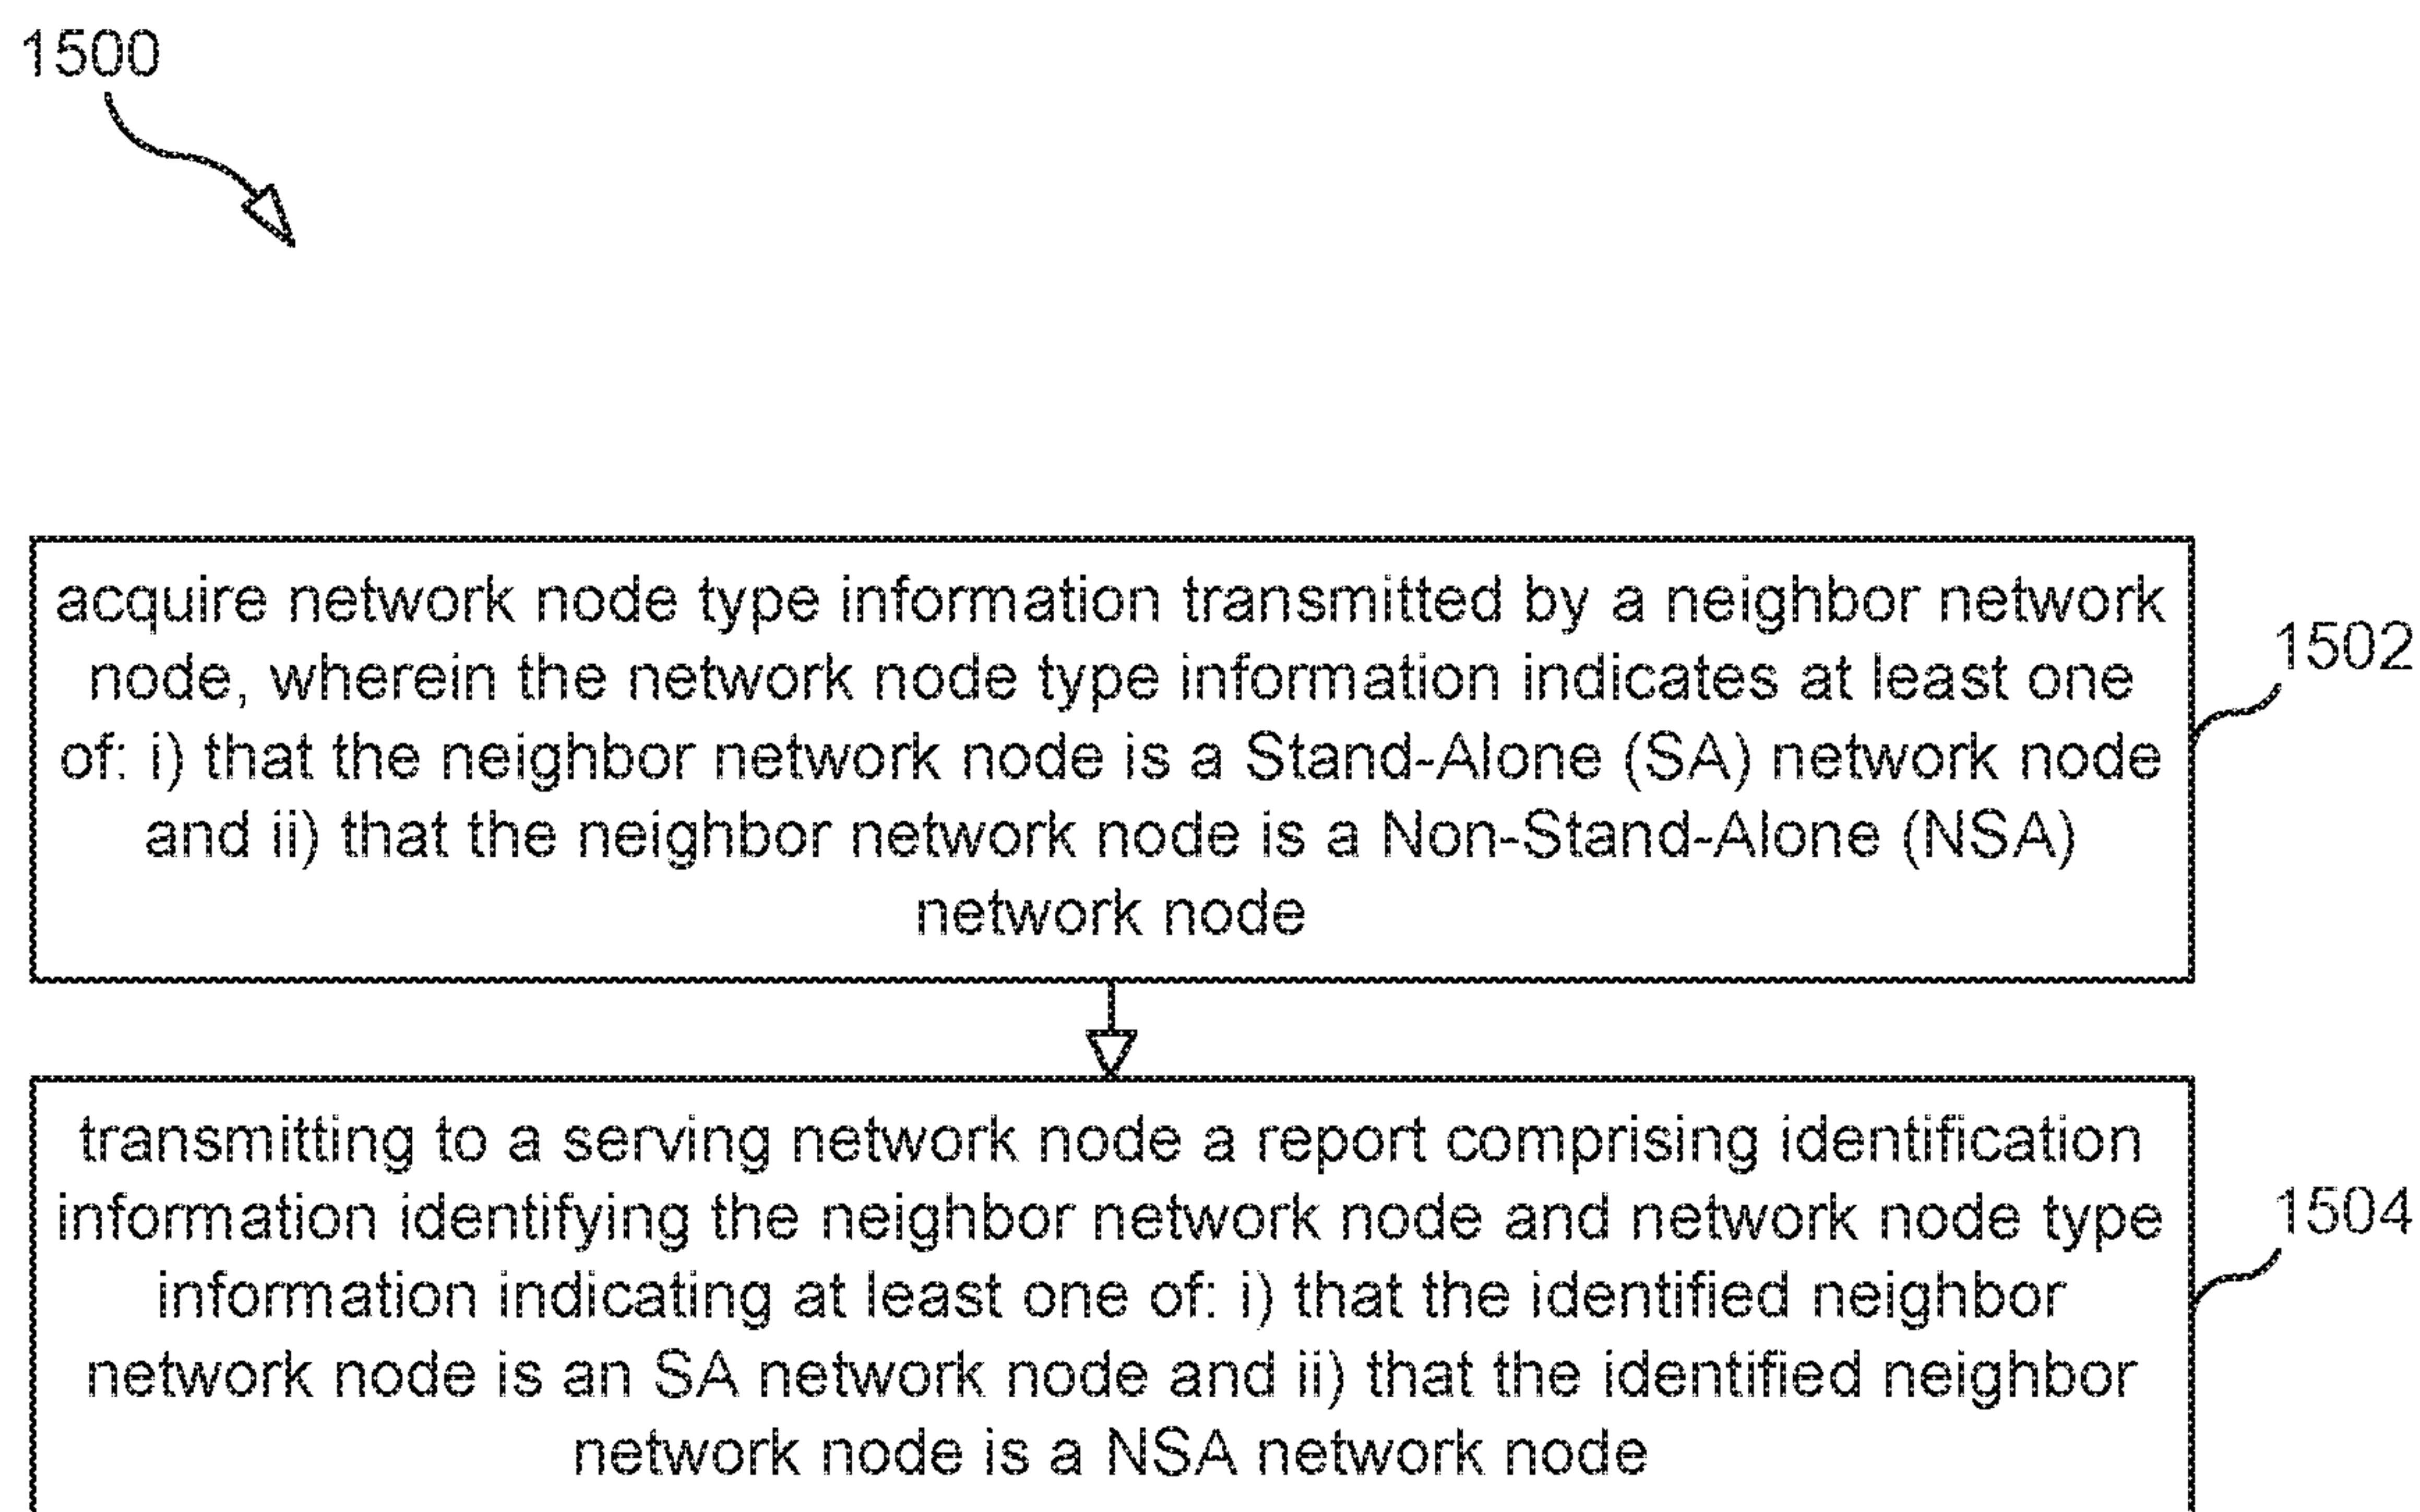 1500
acquire network node type information transmitted by a neighbor network
node, wherein the network node type information indicates at least one
of: i) that the neighbor network node is a Stand-Alone (SA) network node
and ii) that the neighbor network node is a Non-Stand-Alone (NSA)
network node
1502
transmitting to a serving network node a report comprising identification
information identifying the neighbor network node and network node type
information indicating at least one of: i) that the identified neighbor
network node is an SA network node and ii) that the identified neighbor
network node is a NSA network node
1504